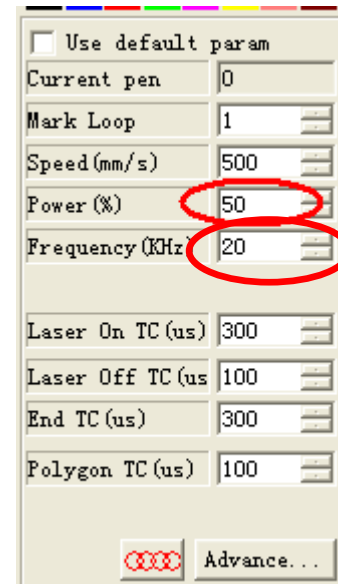 Use default param
Current pen 0
Mark Loop 1
Speed(mm/s) 500
Power(%) 50
Frequency(KHz) 20
Laser On TC(us) 300
Laser Off TC(us 100
End TC(us) 300
Polygon TC(us) 100
Advance...